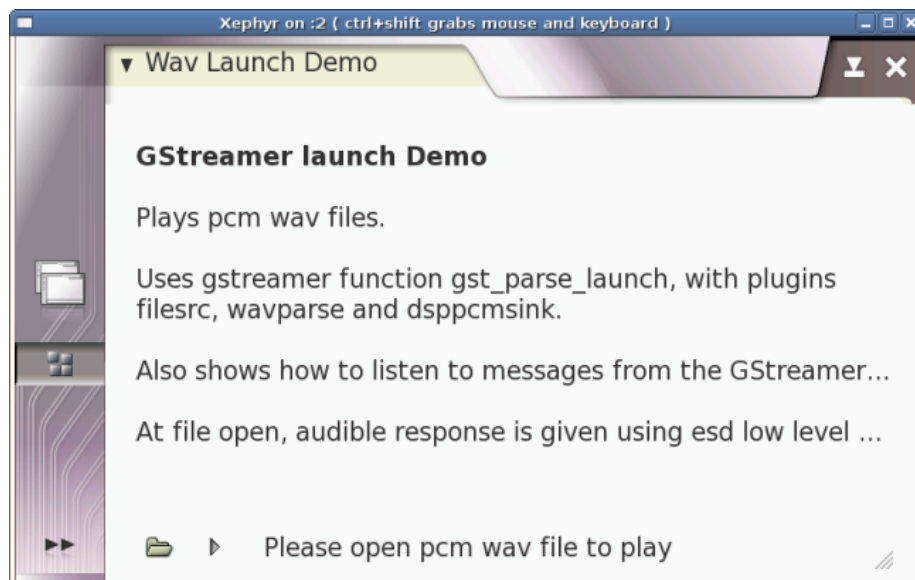 Xephyr on :2 ( ctrl+shift grabs mouse and keyboard )
Wav Launch Demo
GStreamer launch Demo
Plays pcm wav files.
Uses gstreamer function gst_parse_launch, with plugins
filesrc, wavparse and dsppcmsink.
Also shows how to listen to messages from the GStreamer...
At file open, audible response is given using esd low level ...
Please open pcm wav file to play